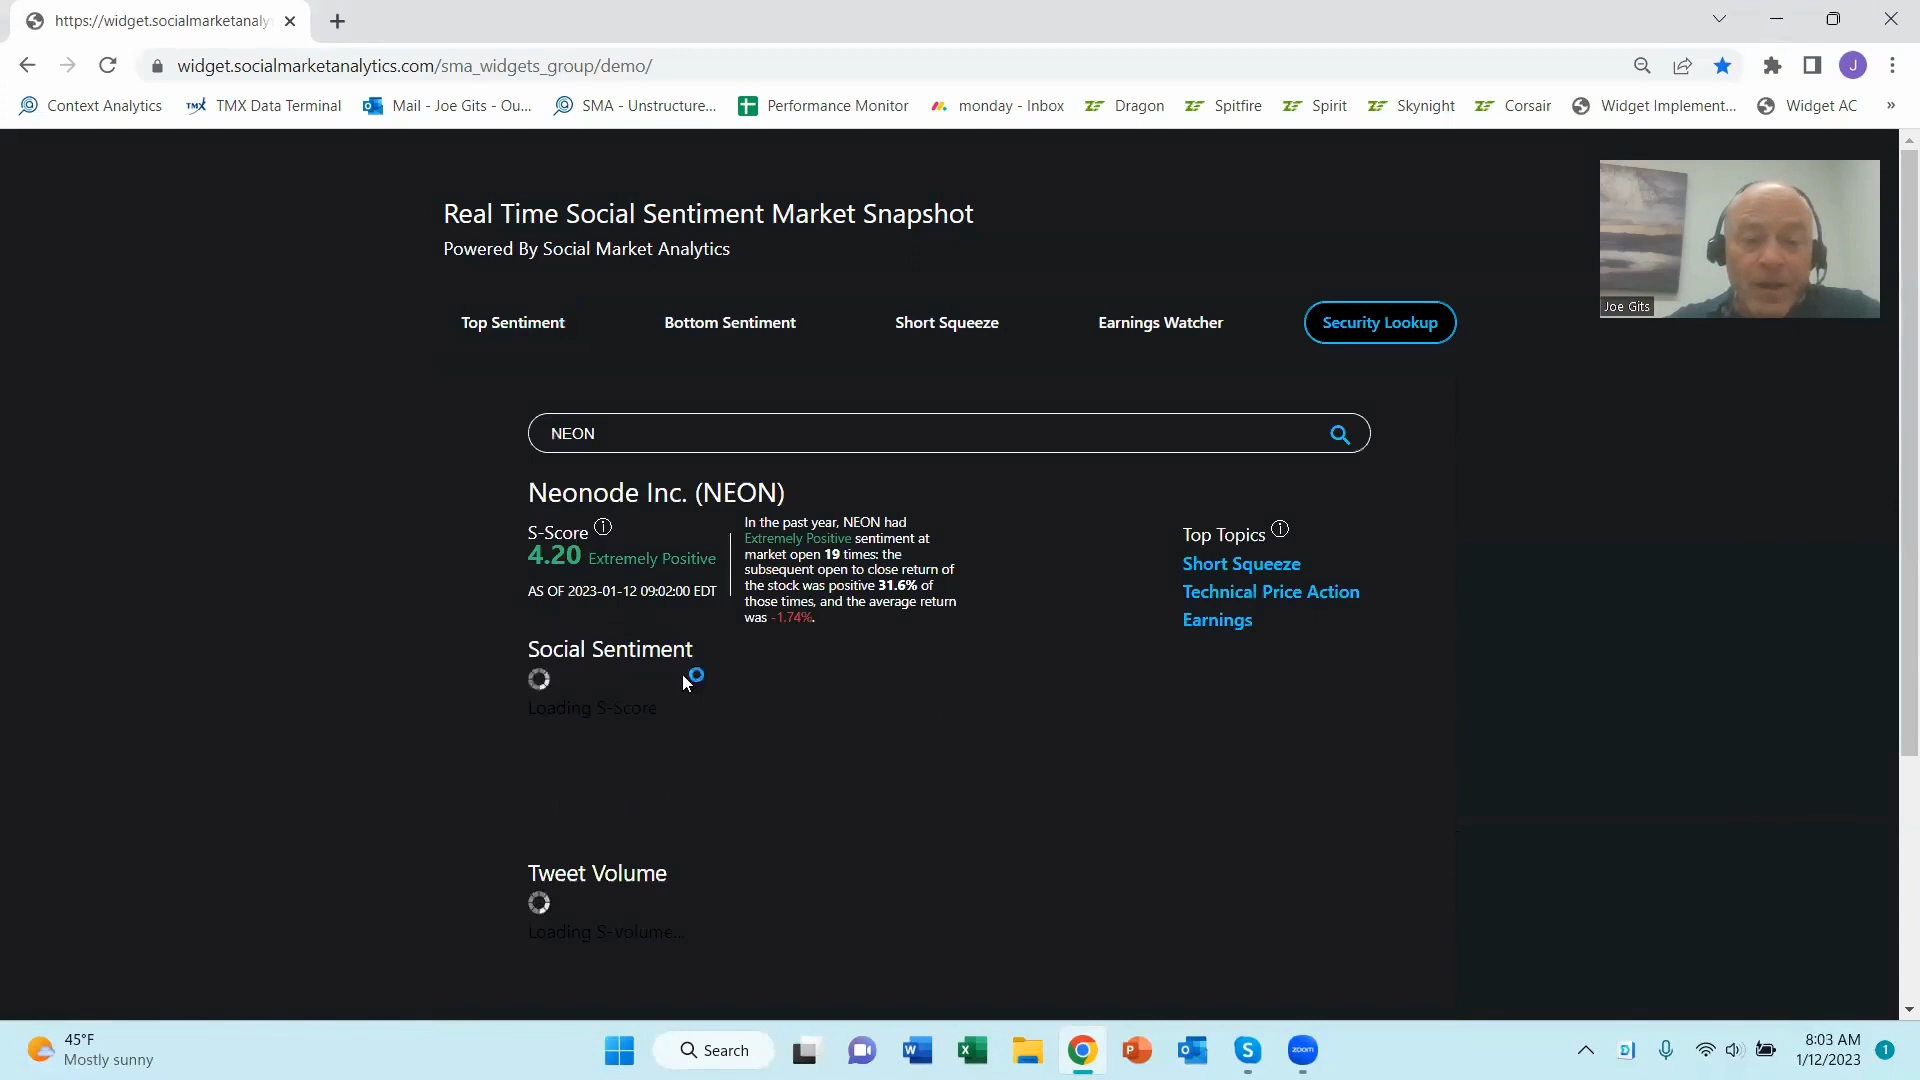 https://widget.socialmarketanaly
widget.socialmarketanalytics.com/sma_widgets_group/demo/
J
Context Analytics
TMX
TMX Data Terminal
Mail - Joe Gits - Ou...
SMA - Unstructure...
Performance Monitor
monday - Inbox
Dragon
Spitfire
Spirit
Skynight
Corsair
Widget Implement...
Widget AC
»
Real Time Social Sentiment Market Snapshot
Powered By Social Market Analytics
Joe Gits
Top Sentiment
Bottom Sentiment
Short Squeeze
Earnings Watcher
Security Lookup
NEON
Neonode Inc. (NEON)
S-Score
4.20 Extremely Positive
AS OF 2023-01-12 09:02:00 EDT
In the past year, NEON had
Extremely Positive sentiment at
market open 19 times: the
subsequent open to close return of
the stock was positive 31.6% of
those times, and the average return
was -1.74%.
Top Topics
Short Squeeze
Technical Price Action
Earnings
Social Sentiment
Loading S-Score
Tweet Volume
Loading S-Volume...
45°F
Mostly sunny
Search
zoom
8:03 AM
1/12/2023
1